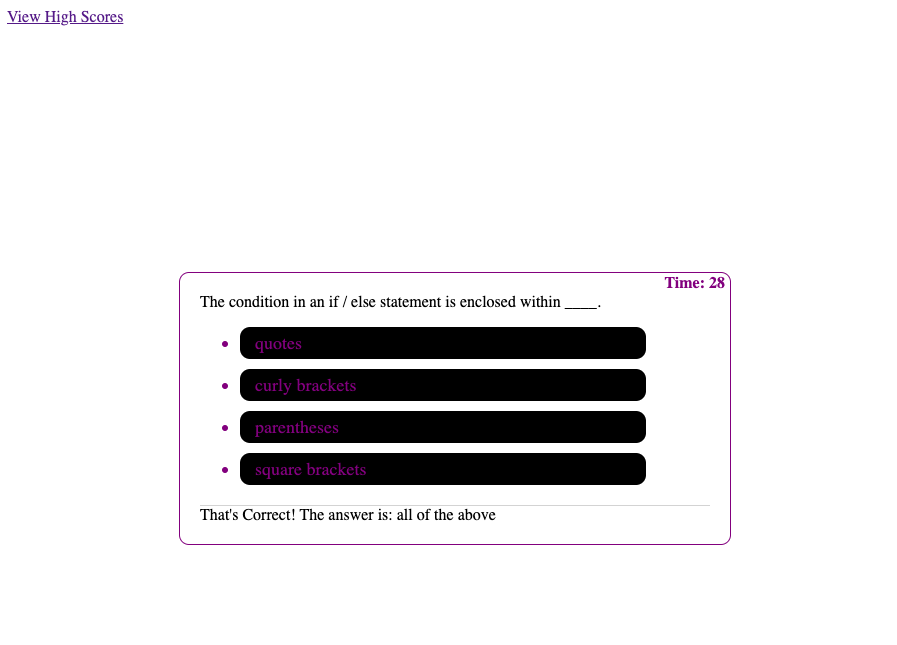 View High Scores
Time: 28
The condition in an if / else statement is enclosed within ____.
quotes
curly brackets
parentheses
square brackets
That's Correct! The answer is: all of the above